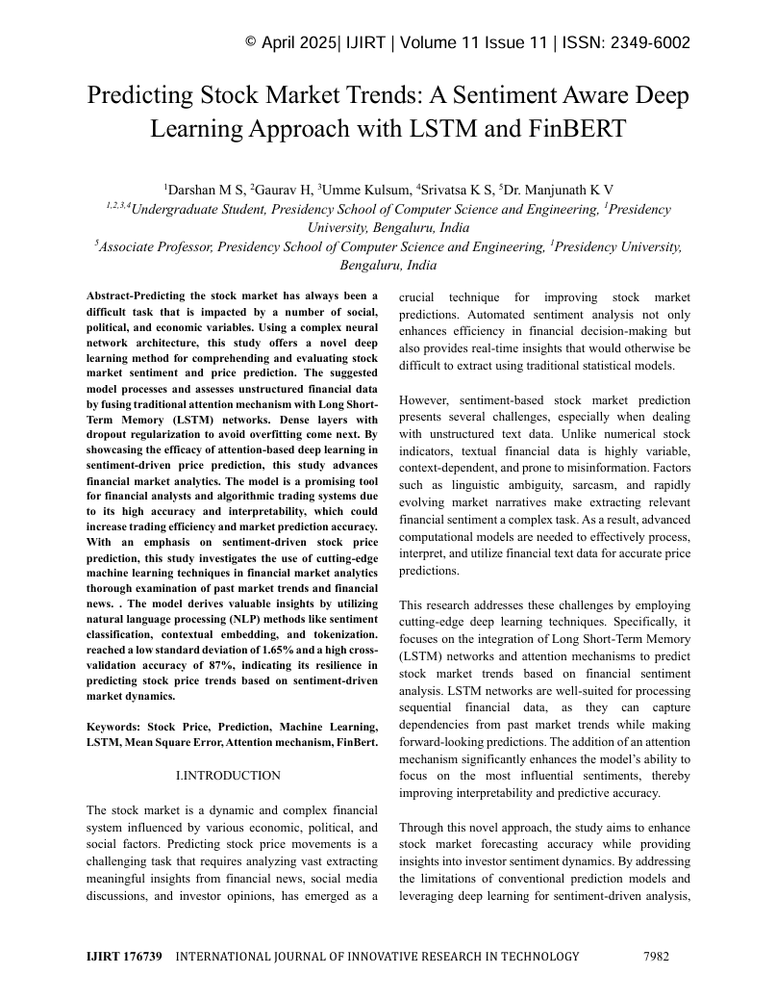 © April 2025| IJIRT | Volume 11 Issue 11 | ISSN: 2349-6002
Predicting Stock Market Trends: A Sentiment Aware Deep
Learning Approach with LSTM and FinBERT
1Darshan M S, 2Gaurav H, 3Umme Kulsum, 4Srivatsa K S, 5Dr. Manjunath K V
1,2,3,4Undergraduate Student, Presidency School of Computer Science and Engineering, 1Presidency
University, Bengaluru, India
5Associate Professor, Presidency School of Computer Science and Engineering, 1Presidency University,
Bengaluru, India
Abstract-Predicting the stock market has always been a
difficult task that is impacted by a number of social,
political, and economic variables. Using a complex neural
network architecture, this study offers a novel deep
learning method for comprehending and evaluating stock
market sentiment and price prediction. The suggested
model processes and assesses unstructured financial data
by fusing traditional attention mechanism with Long Short-
Term Memory (LSTM) networks. Dense layers with
dropout regularization to avoid overfitting come next. By
showcasing the efficacy of attention-based deep learning in
sentiment-driven price prediction, this study advances
financial market analytics. The model is a promising tool
for financial analysts and algorithmic trading systems due
to its high accuracy and interpretability, which could
increase trading efficiency and market prediction accuracy.
With an emphasis on sentiment-driven stock price
prediction, this study investigates the use of cutting-edge
machine learning techniques in financial market analytics
thorough examination of past market trends and financial
news. . The model derives valuable insights by utilizing
natural language processing (NLP) methods like sentiment
classification, contextual embedding, and tokenization.
reached a low standard deviation of 1.65% and a high cross-
validation accuracy of 87%, indicating its resilience in
predicting stock price trends based on sentiment-driven
market dynamics.
Keywords: Stock Price, Prediction, Machine Learning,
LSTM, Mean Square Error, Attention mechanism, FinBert.
I.INTRODUCTION
The stock market is a dynamic and complex financial
system influenced by various economic, political, and
social factors. Predicting stock price movements is a
challenging task that requires analyzing vast extracting
meaningful insights from financial news, social media
discussions, and investor opinions, has emerged as a
crucial technique for improving stock market
predictions. Automated sentiment analysis not only
enhances efficiency in financial decision-making but
also provides real-time insights that would otherwise be
difficult to extract using traditional statistical models.
However, sentiment-based stock market prediction
presents several challenges, especially when dealing
with unstructured text data. Unlike numerical stock
indicators, textual financial data is highly variable,
context-dependent, and prone to misinformation. Factors
such as linguistic ambiguity, sarcasm, and rapidly
evolving market narratives make extracting relevant
financial sentiment a complex task. As a result, advanced
computational models are needed to effectively process,
interpret, and utilize financial text data for accurate price
predictions.
This research addresses these challenges by employing
cutting-edge deep learning techniques. Specifically, it
focuses on the integration of Long Short-Term Memory
(LSTM) networks and attention mechanisms to predict
stock market trends based on financial sentiment
analysis. LSTM networks are well-suited for processing
sequential financial data, as they can capture
dependencies from past market trends while making
forward-looking predictions. The addition of an attention
mechanism significantly enhances the model’s ability to
focus on the most influential sentiments, thereby
improving interpretability and predictive accuracy.
Through this novel approach, the study aims to enhance
stock market forecasting accuracy while providing
insights into investor sentiment dynamics. By addressing
the limitations of conventional prediction models and
leveraging deep learning for sentiment-driven analysis,
IJIRT 176739 INTERNATIONAL JOURNAL OF INNOVATIVE RESEARCH IN TECHNOLOGY 7982